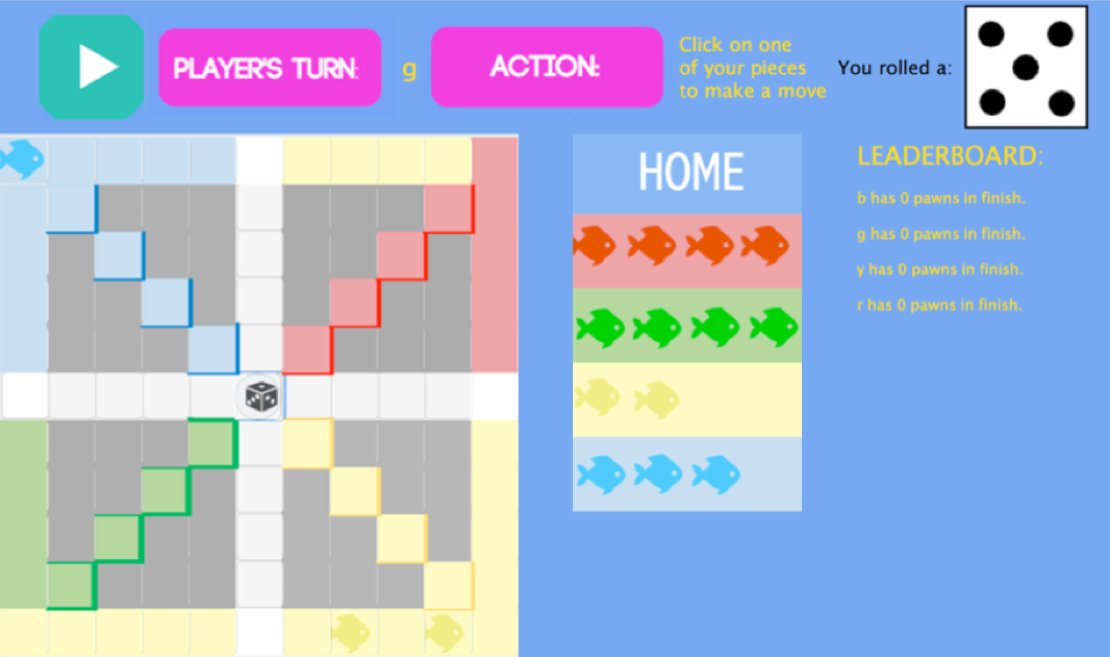 PLAYER'S TURN:
g
ACTION:
Click on one
of your pieces
to make a move
You rolled a:
HOME
LEADERBOARD:
b has 0 pawns in finish.
g has 0 pawns in finish.
y has 0 pawns in finish.
r has 0 pawns in finish.